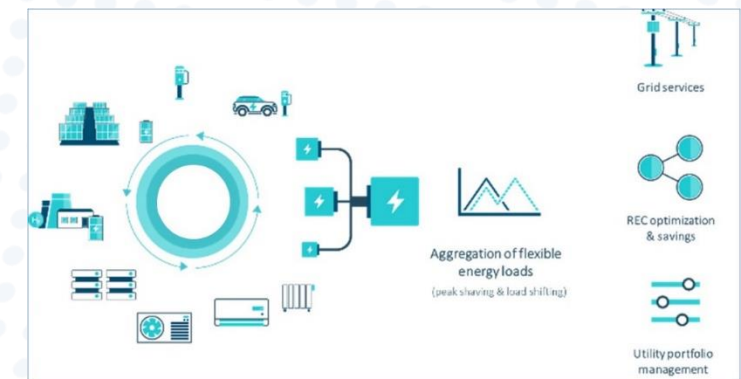 Grid services
REC optimization
& savings
Aggregation of flexible
energy loads
(peak shaving & load shifting)
Utility portfolio
management